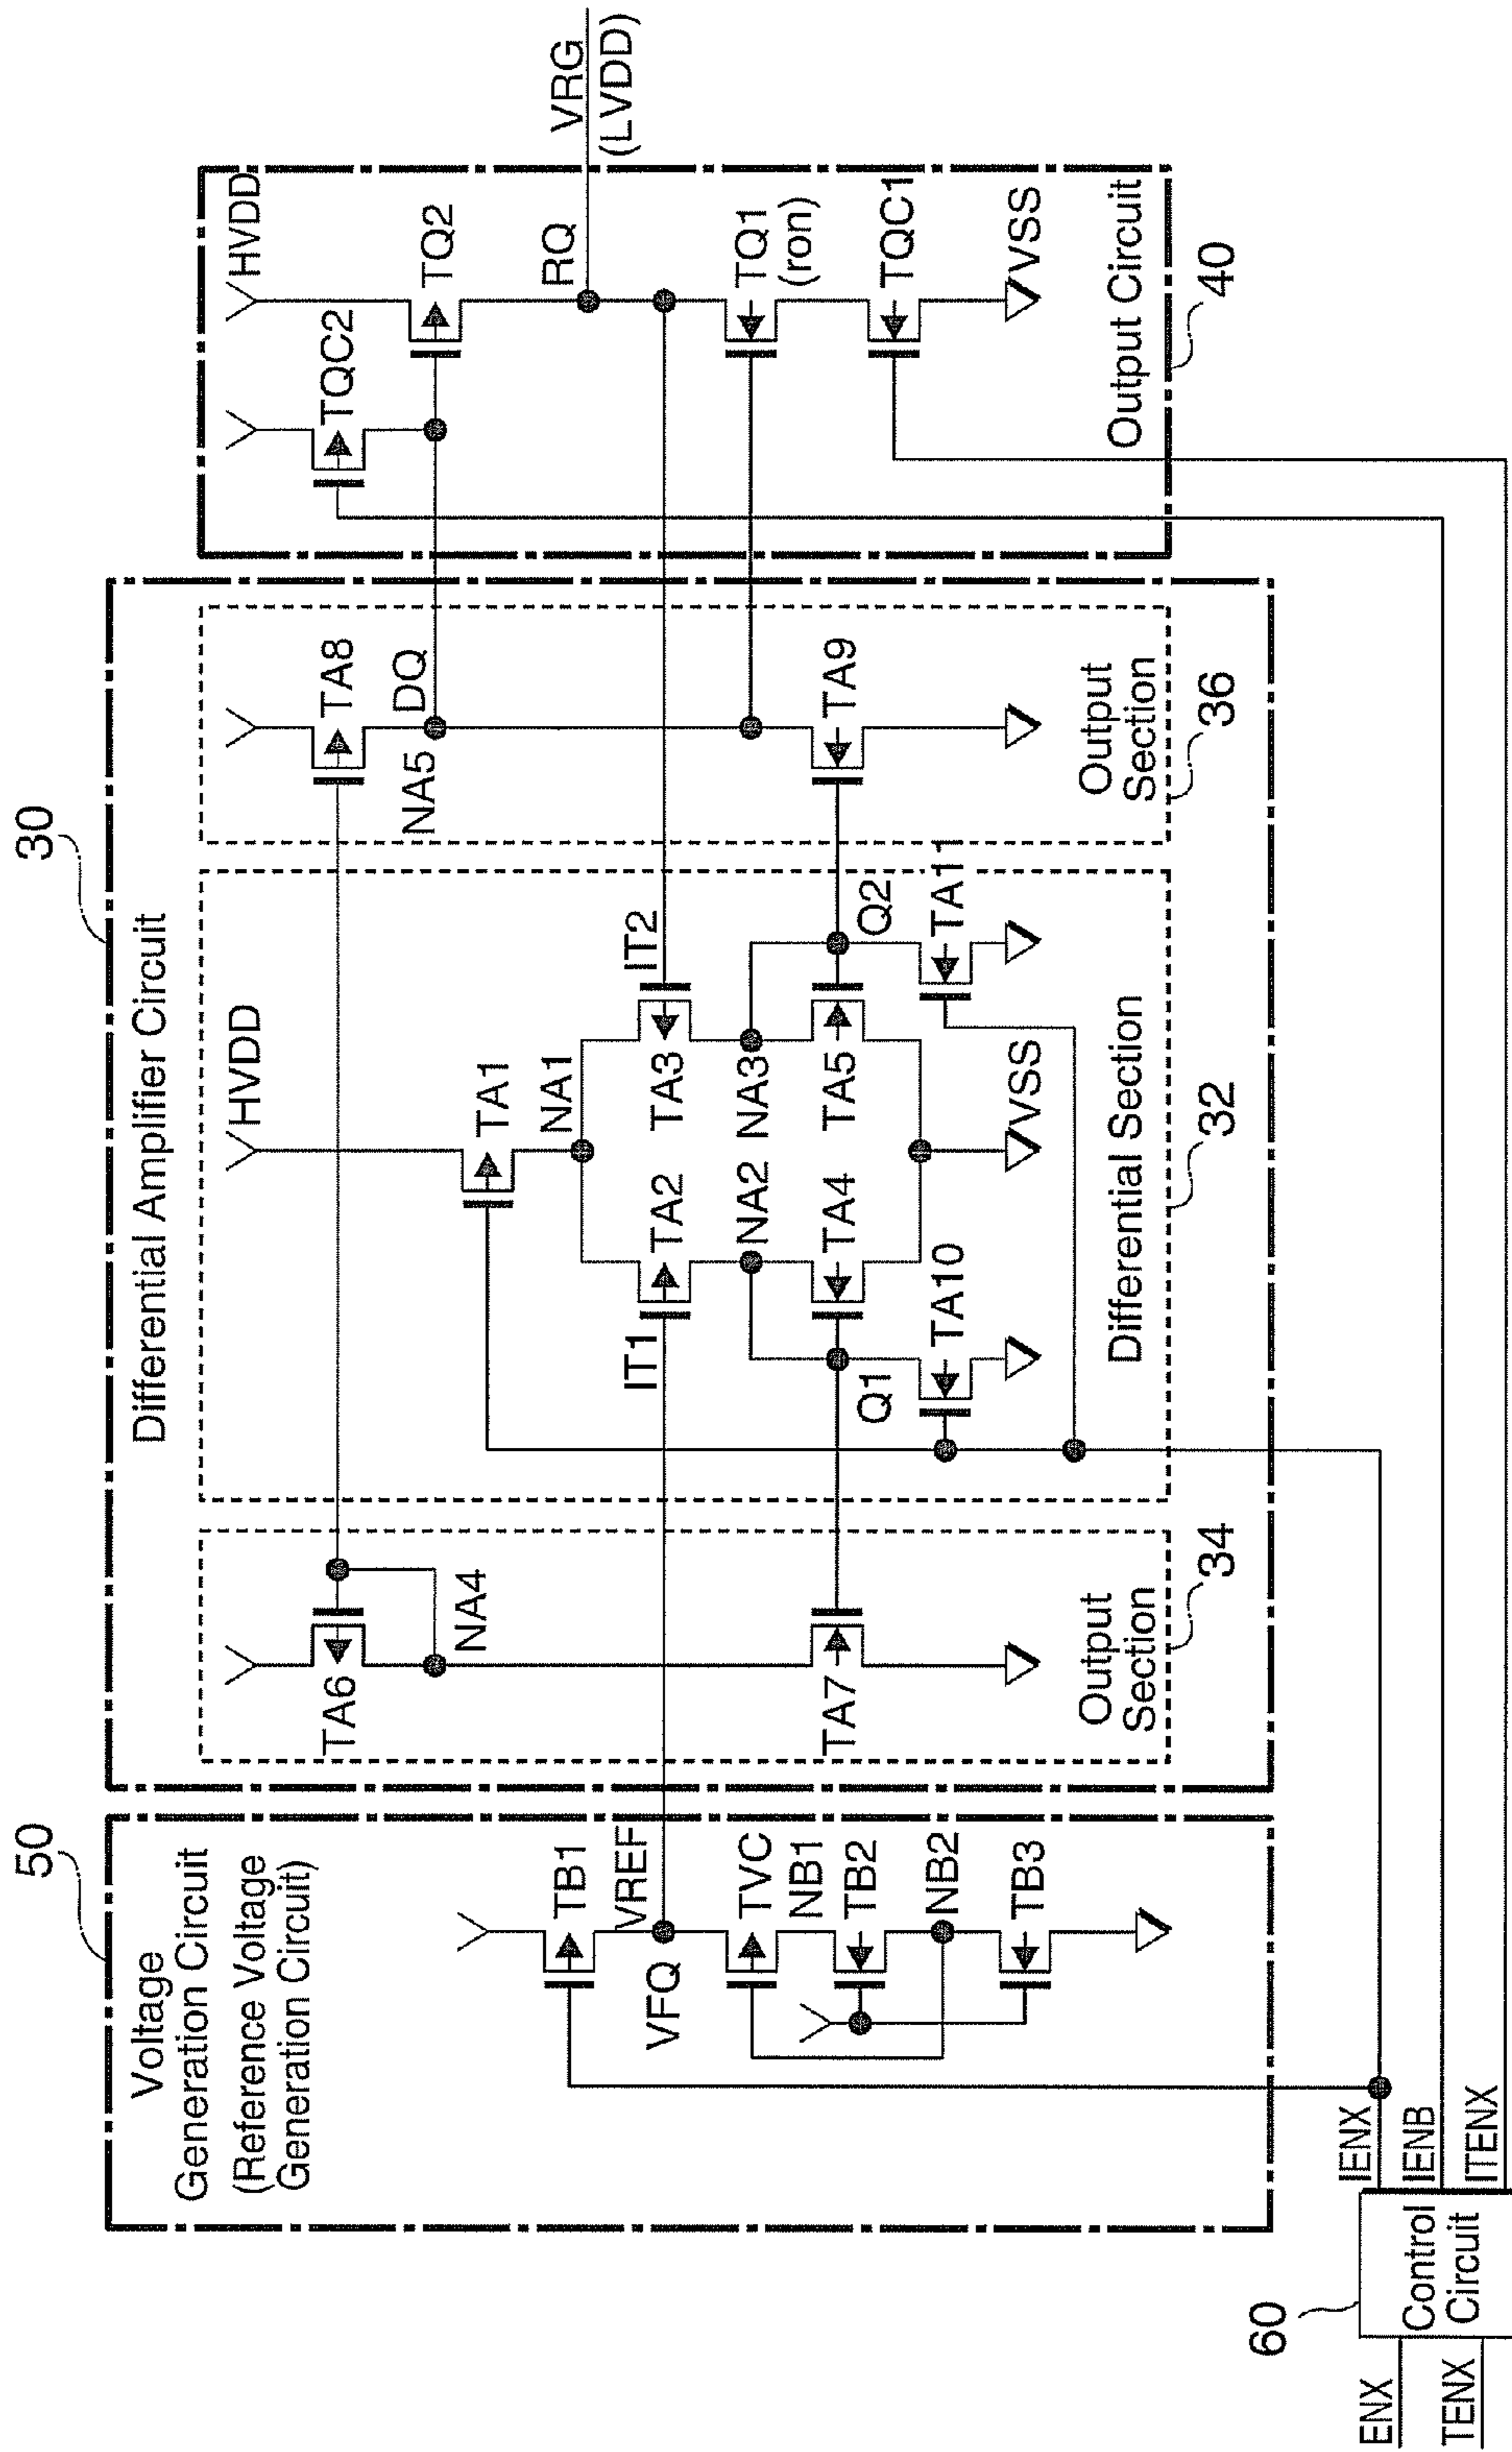 50
Voltage
Generation Circuit
(Reference Voltage
Generation Circuit)
TB1
VREF
VFQ
TVC
NB1
TB2
NB2
TB3
30
Differential Amplifier Circuit
TA6
NA4
TA7
Output
Section
34
HVDD
TA1
NA1
IT1
TA2
TA3
IT2
NA2
NA3
TA4
TA5
Q1
Q2
TA10
TA11
VSS
Differential Section
32
TA8
NA5
DQ
TA9
Output
Section
36
HVDD
TQC2
TQ2
RQ
VRG
(LVDD)
TQ1
(ron)
TQC1
VSS
Output Circuit
40
60
ENX
TENX
Control
Circuit
IENX
IENB
ITENX